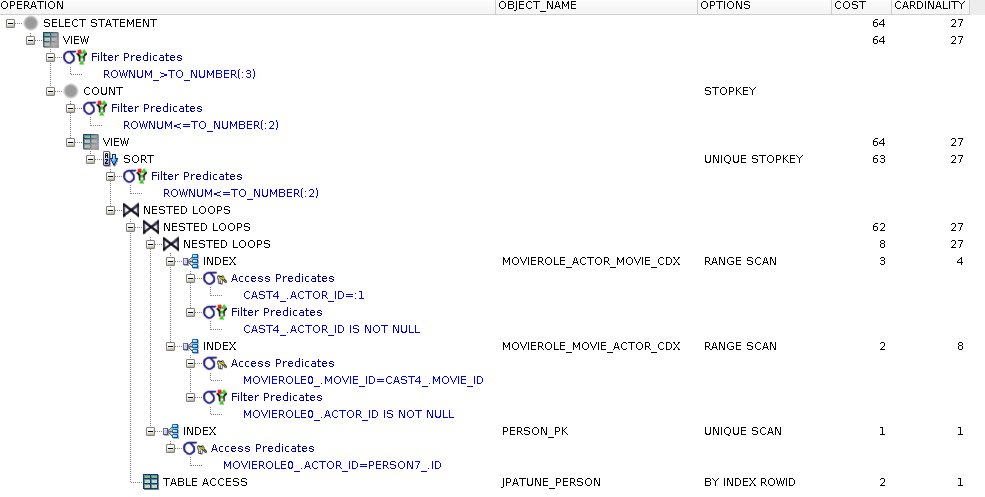 OPERATION OBJECT_NAME OPTIONS COST CARDINALITY
SELECT STATEMENT 64 27
VIEW 64 27
Filter Predicates
ROWNUM_>TO_NUMBER(:3)
COUNT STOPKEY
Filter Predicates
ROWNUM<=TO_NUMBER(:2)
VIEW 64 27
SORT UNIQUE STOPKEY 63 27
Filter Predicates
ROWNUM<=TO_NUMBER(:2)
NESTED LOOPS
NESTED LOOPS 62 27
NESTED LOOPS 8 27
INDEX MOVIEROLE_ACTOR_MOVIE_CDX RANGE SCAN 3 4
Access Predicates
CAST4_.ACTOR_ID=:1
Filter Predicates
CAST4_.ACTOR_ID IS NOT NULL
INDEX MOVIEROLE_MOVIE_ACTOR_CDX RANGE SCAN 2 8
Access Predicates
MOVIEROLE0_.MOVIE_ID=CAST4_.MOVIE_ID
Filter Predicates
MOVIEROLE0_.ACTOR_ID IS NOT NULL
INDEX PERSON_PK UNIQUE SCAN 1 1
Access Predicates
MOVIEROLE0_.ACTOR_ID=PERSON7_.ID
TABLE ACCESS JPATUNE_PERSON BY INDEX ROWID 2 1